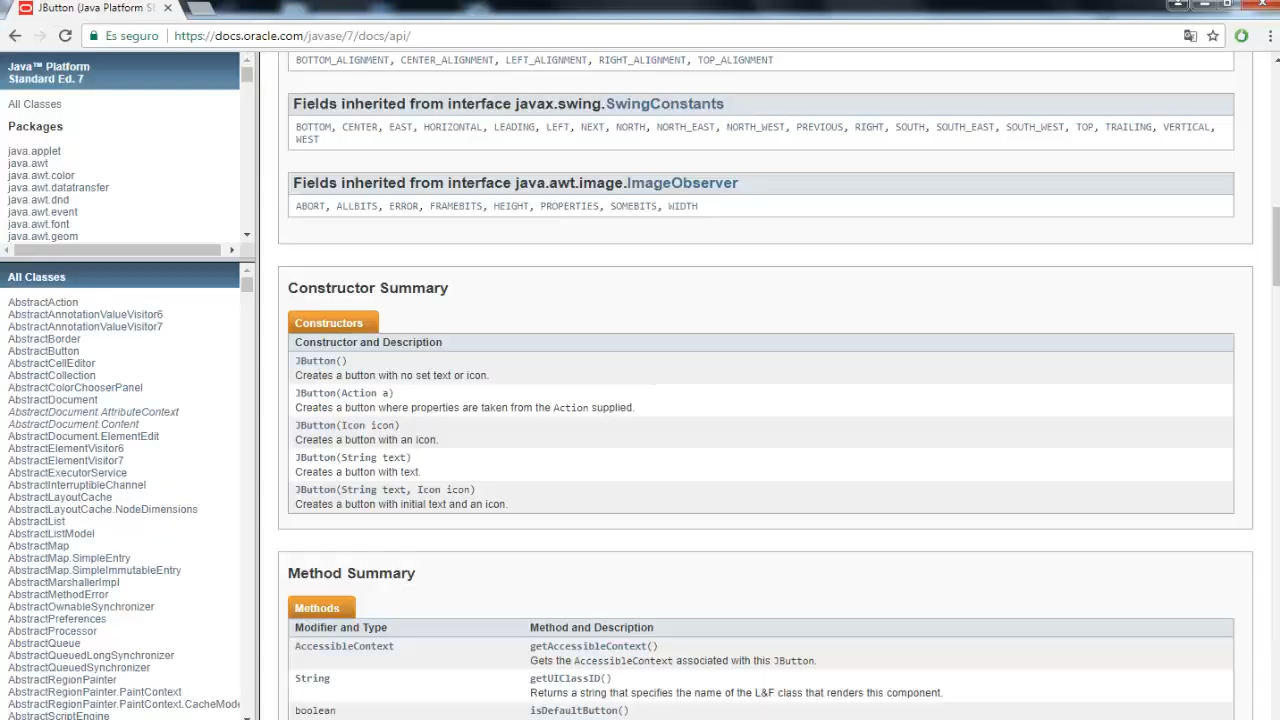 JButton (Java Platform S
Es seguro
https://docs.oracle.com/javase/7/docs/api/
Java™ Platform
Standard Ed. 7
All Classes
Packages
java.applet
java.awt
java.awt.color
java.awt.datatransfer
java.awt.dnd
java.awt.event
java.awt.font
java.awt.geom
All Classes
AbstractAction
AbstractAnnotationValueVisitor6
AbstractAnnotationValueVisitor7
AbstractBorder
AbstractButton
AbstractCellEditor
AbstractCollection
AbstractColorChooserPanel
AbstractDocument
AbstractDocument.AttributeContext
AbstractDocument.Content
AbstractDocument.ElementEdit
AbstractElementVisitor6
AbstractElementVisitor7
AbstractExecutorService
AbstractInterruptibleChannel
AbstractLayoutCache
AbstractLayoutCache.NodeDimensions
AbstractList
AbstractListModel
AbstractMap
AbstractMap.SimpleEntry
AbstractMap.SimpleImmutableEntry
AbstractMarshallerImpl
AbstractMethodError
AbstractOwnableSynchronizer
AbstractPreferences
AbstractProcessor
AbstractQueue
AbstractQueuedLongSynchronizer
AbstractQueuedSynchronizer
AbstractRegionPainter
AbstractRegionPainter.PaintContext
AbstractRegionPainter.PaintContext.CacheMode
AbstractScriptEngine
BOTTOM_ALIGNMENT, CENTER_ALIGNMENT, LEFT_ALIGNMENT, RIGHT_ALIGNMENT, TOP_ALIGNMENT
Fields inherited from interface javax.swing.SwingConstants
BOTTOM, CENTER, EAST, HORIZONTAL, LEADING, LEFT, NEXT, NORTH, NORTH_EAST, NORTH_WEST, PREVIOUS, RIGHT, SOUTH, SOUTH_EAST, SOUTH_WEST, TOP, TRAILING, VERTICAL,
WEST
Fields inherited from interface java.awt.image.ImageObserver
ABORT, ALLBITS, ERROR, FRAMEBITS, HEIGHT, PROPERTIES, SOMEBITS, WIDTH
Constructor Summary
Constructors
Constructor and Description
JButton()
Creates a button with no set text or icon.
JButton(Action a)
Creates a button where properties are taken from the Action supplied.
JButton(Icon icon)
Creates a button with an icon.
JButton(String text)
Creates a button with text.
JButton(String text, Icon icon)
Creates a button with initial text and an icon.
Method Summary
Methods
Modifier and Type Method and Description
AccessibleContext getAccessibleContext()
Gets the AccessibleContext associated with this JButton.
String getUIClassID()
Returns a string that specifies the name of the L&F class that renders this component.
boolean isDefaultButton()